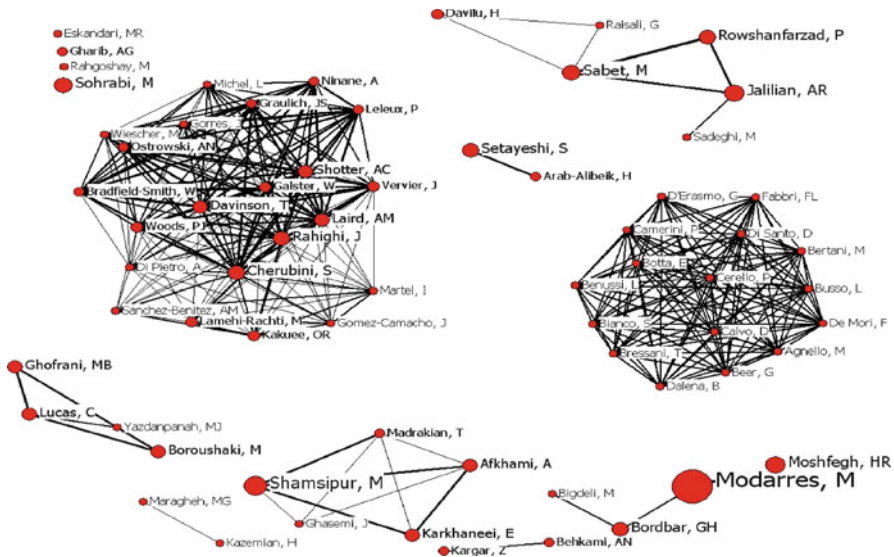 Eskandari, MR
Gharib, AG
Rahgoshay, M
Sohrabi, M
Davilu, H
Raisali, G
Rowshanfarzad, P
Sabet, M
Jalilian, AR
Sadeghi, M
Setayeshi, S
Arab-Alibeik, H
Michel, L
Ninane, A
Graulich, JS
Leleux, P
Gorres, J
Wiescher, M
Ostrowski, AN
Shotter, AC
Galster, W
Vervier, J
Bradfield-Smith, W
Davinson, T
Laird, AM
Woods, PJ
Rahighi, J
Di Pietro, A
Cherubini, S
Martel, I
Sanchez-Benitez, AM
Lamehi-Rachti, M
Gomez-Camacho, J
Kakuee, OR
D'Erasmo, G
Fabbri, FL
Camerini, P
Di Santo, D
Bertani, M
Botta, E
Cerello, P
Benussi, L
Busso, L
Bianco, S
Calvo, D
De Mori, F
Bressani, T
Agnello, M
Beer, G
Dalena, B
Ghofrani, MB
Lucas, C
Yazdanpanah, MJ
Boroushaki, M
Madrakian, T
Shamsipur, M
Afkhami, A
Maragheh, MG
Ghasemi, J
Kazemian, H
Karkhaneei, E
Kargar, Z
Behkami, AN
Bigdeli, M
Bordbar, GH
Modarres, M
Moshfegh, HR